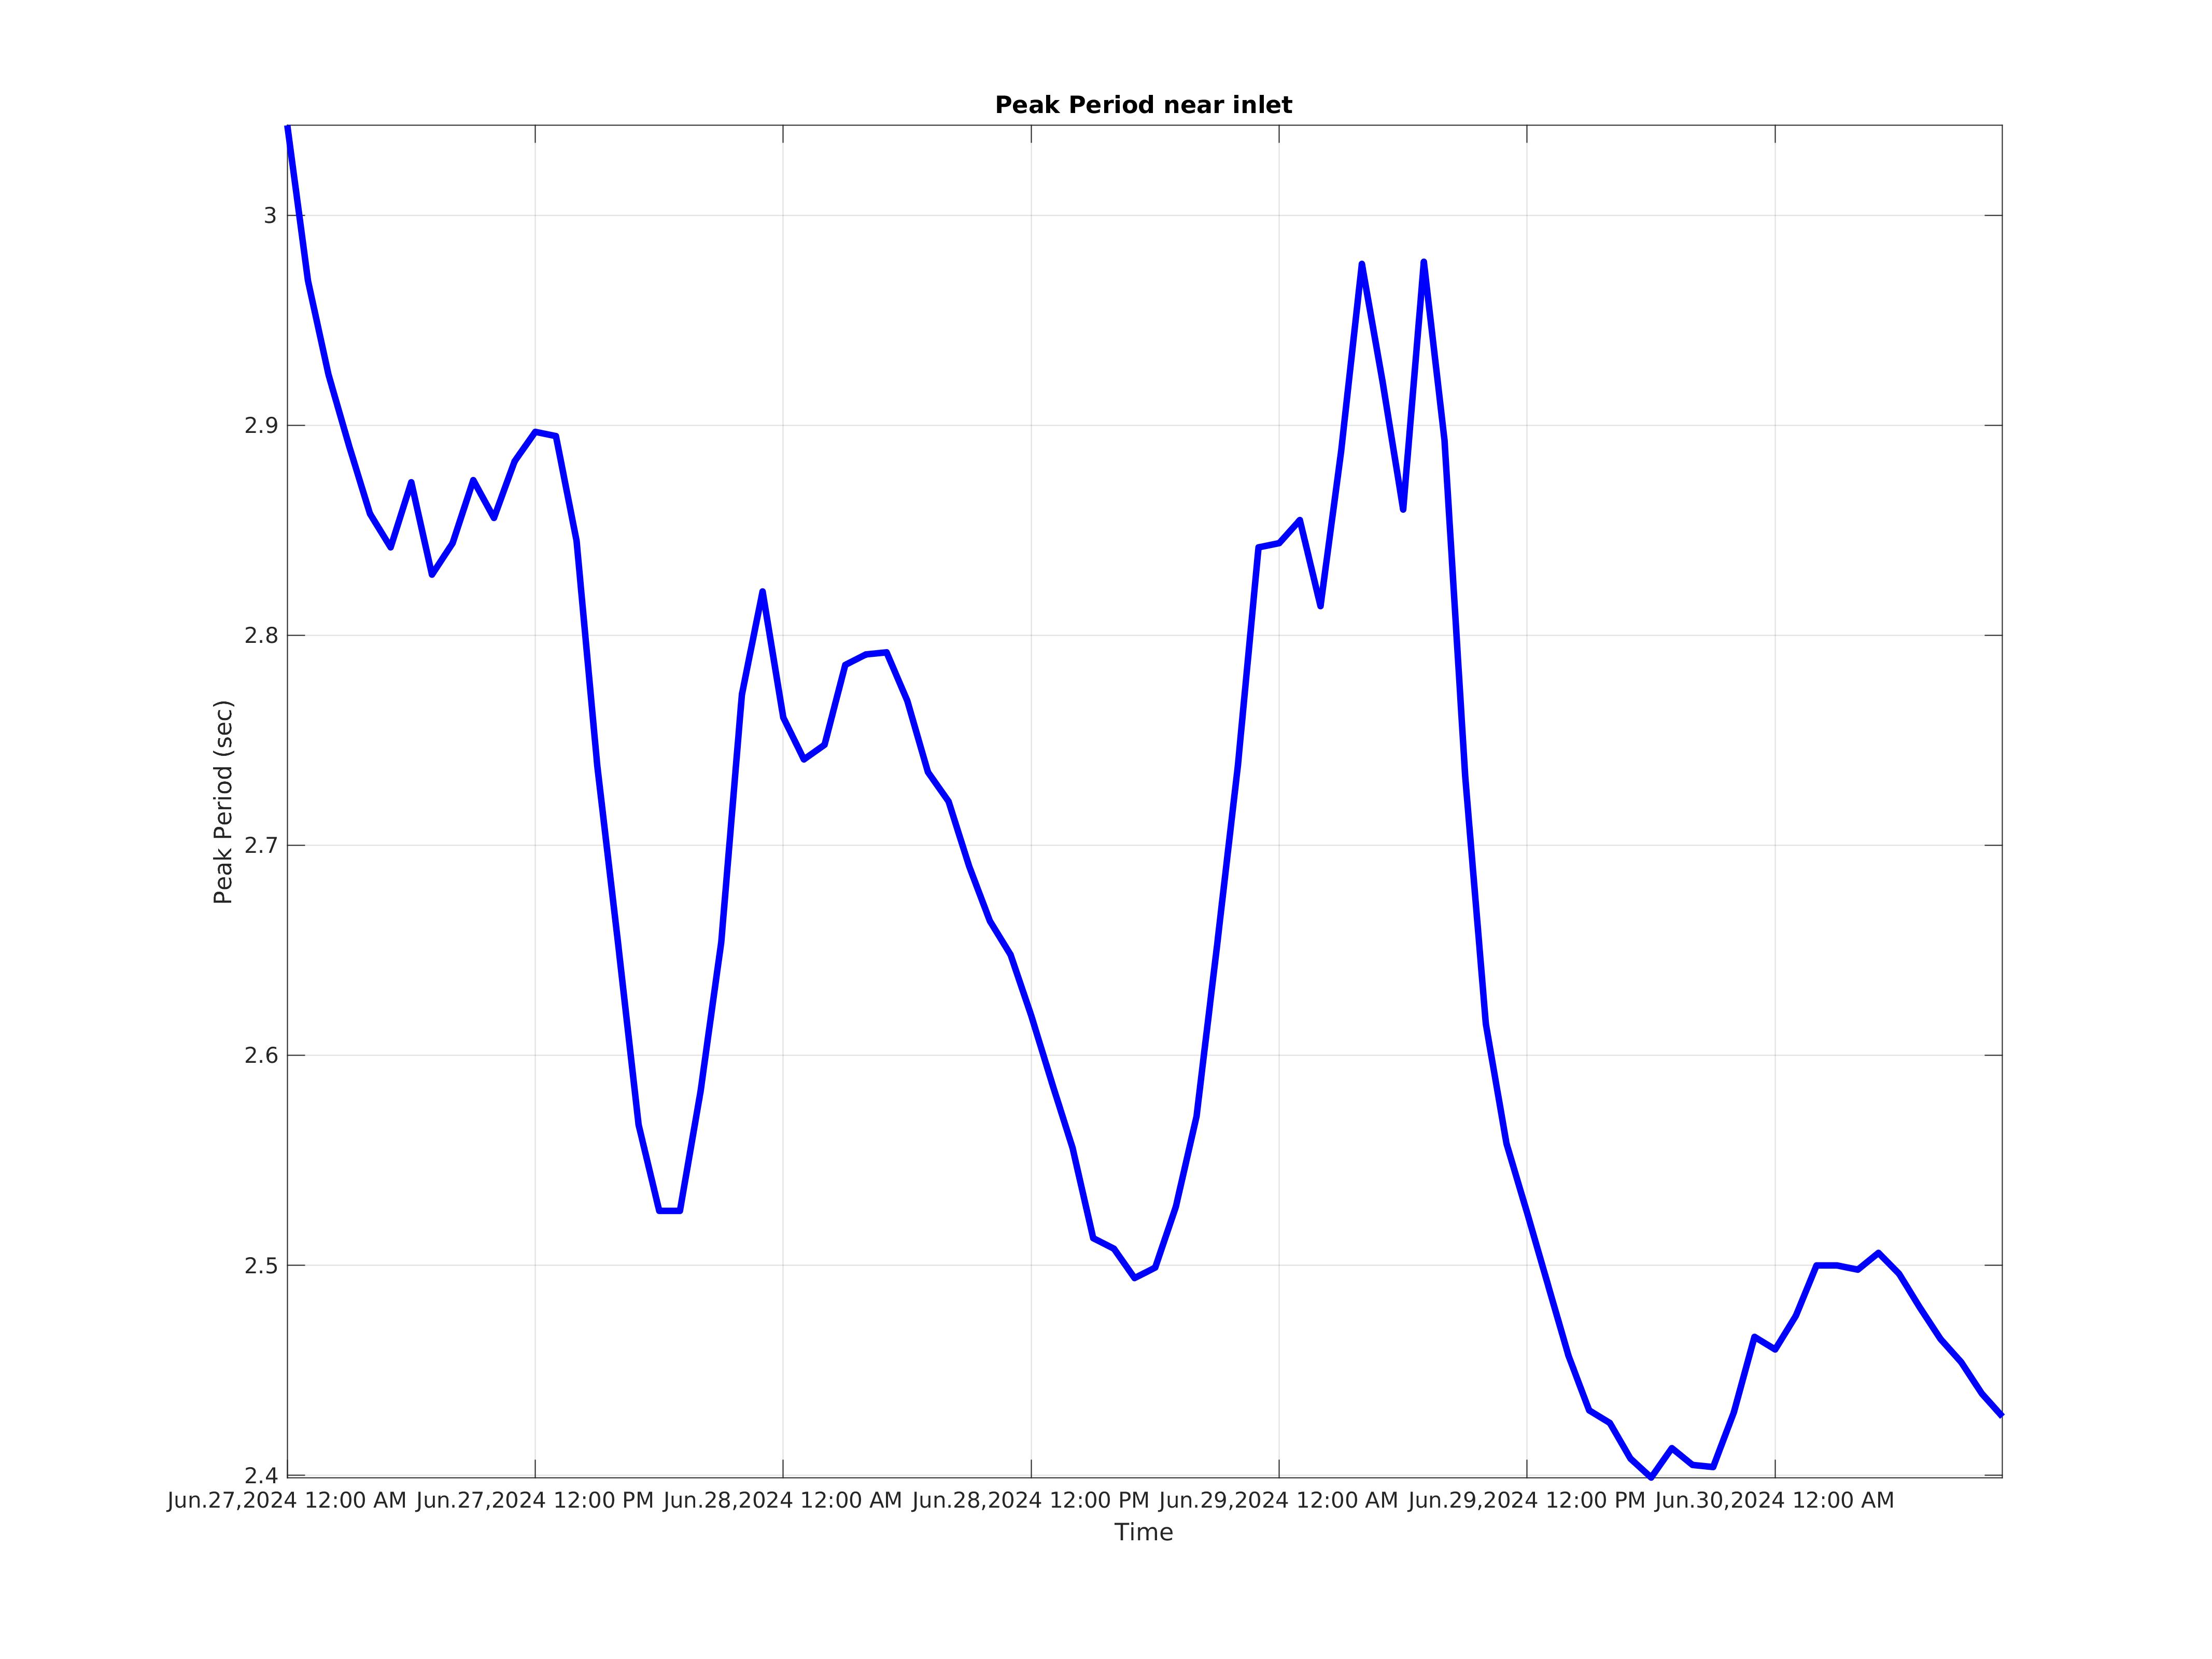 Peak Period near inlet
3
2.9
2.8
2.7
2.6
2.5
2.4
Peak Period (sec)
Jun.27,2024 12:00 AM Jun.27,2024 12:00 PM Jun.28,2024 12:00 AM Jun.28,2024 12:00 PM Jun.29,2024 12:00 AM Jun.29,2024 12:00 PM Jun.30,2024 12:00 AM
Time